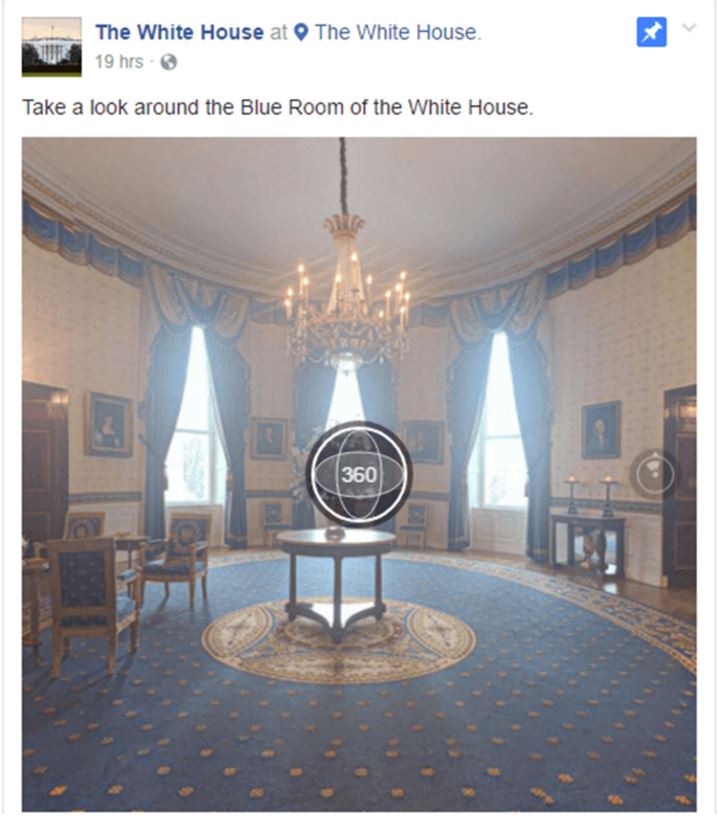 The White House at The White House.
19 hrs ·
Take a look around the Blue Room of the White House.
360